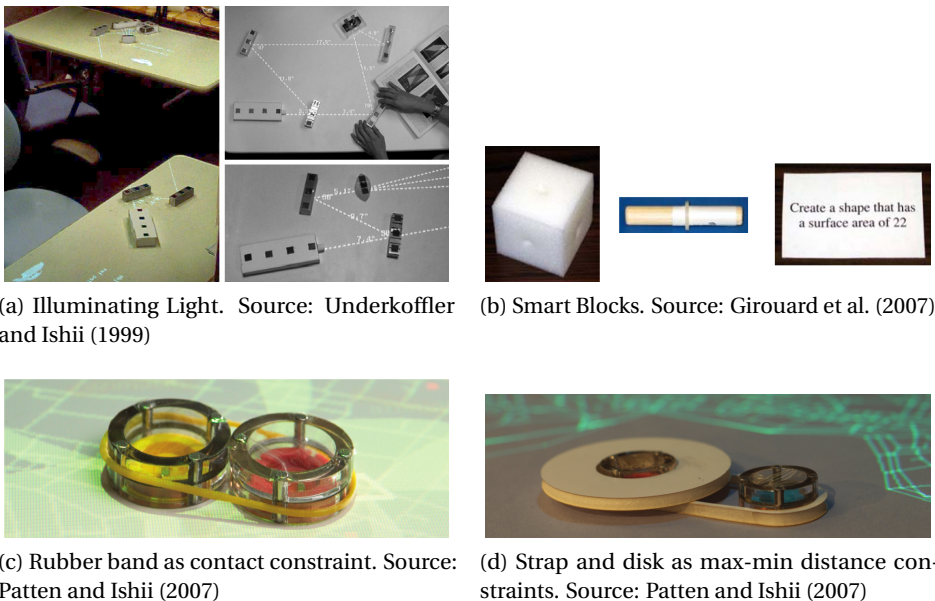 Create a shape that has
a surface area of 22
(a) Illuminating Light. Source: Underkoffler
and Ishii (1999)
(b) Smart Blocks. Source: Girouard et al. (2007)
(c) Rubber band as contact constraint. Source:
Patten and Ishii (2007)
(d) Strap and disk as max-min distance con-
straints. Source: Patten and Ishii (2007)